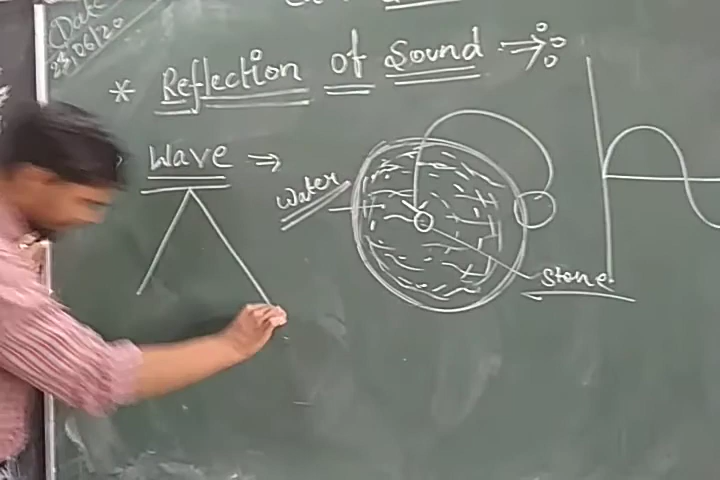 Date
23/06/20
* Reflection of Sound ⇒
Wave ⇒
Water
Stone